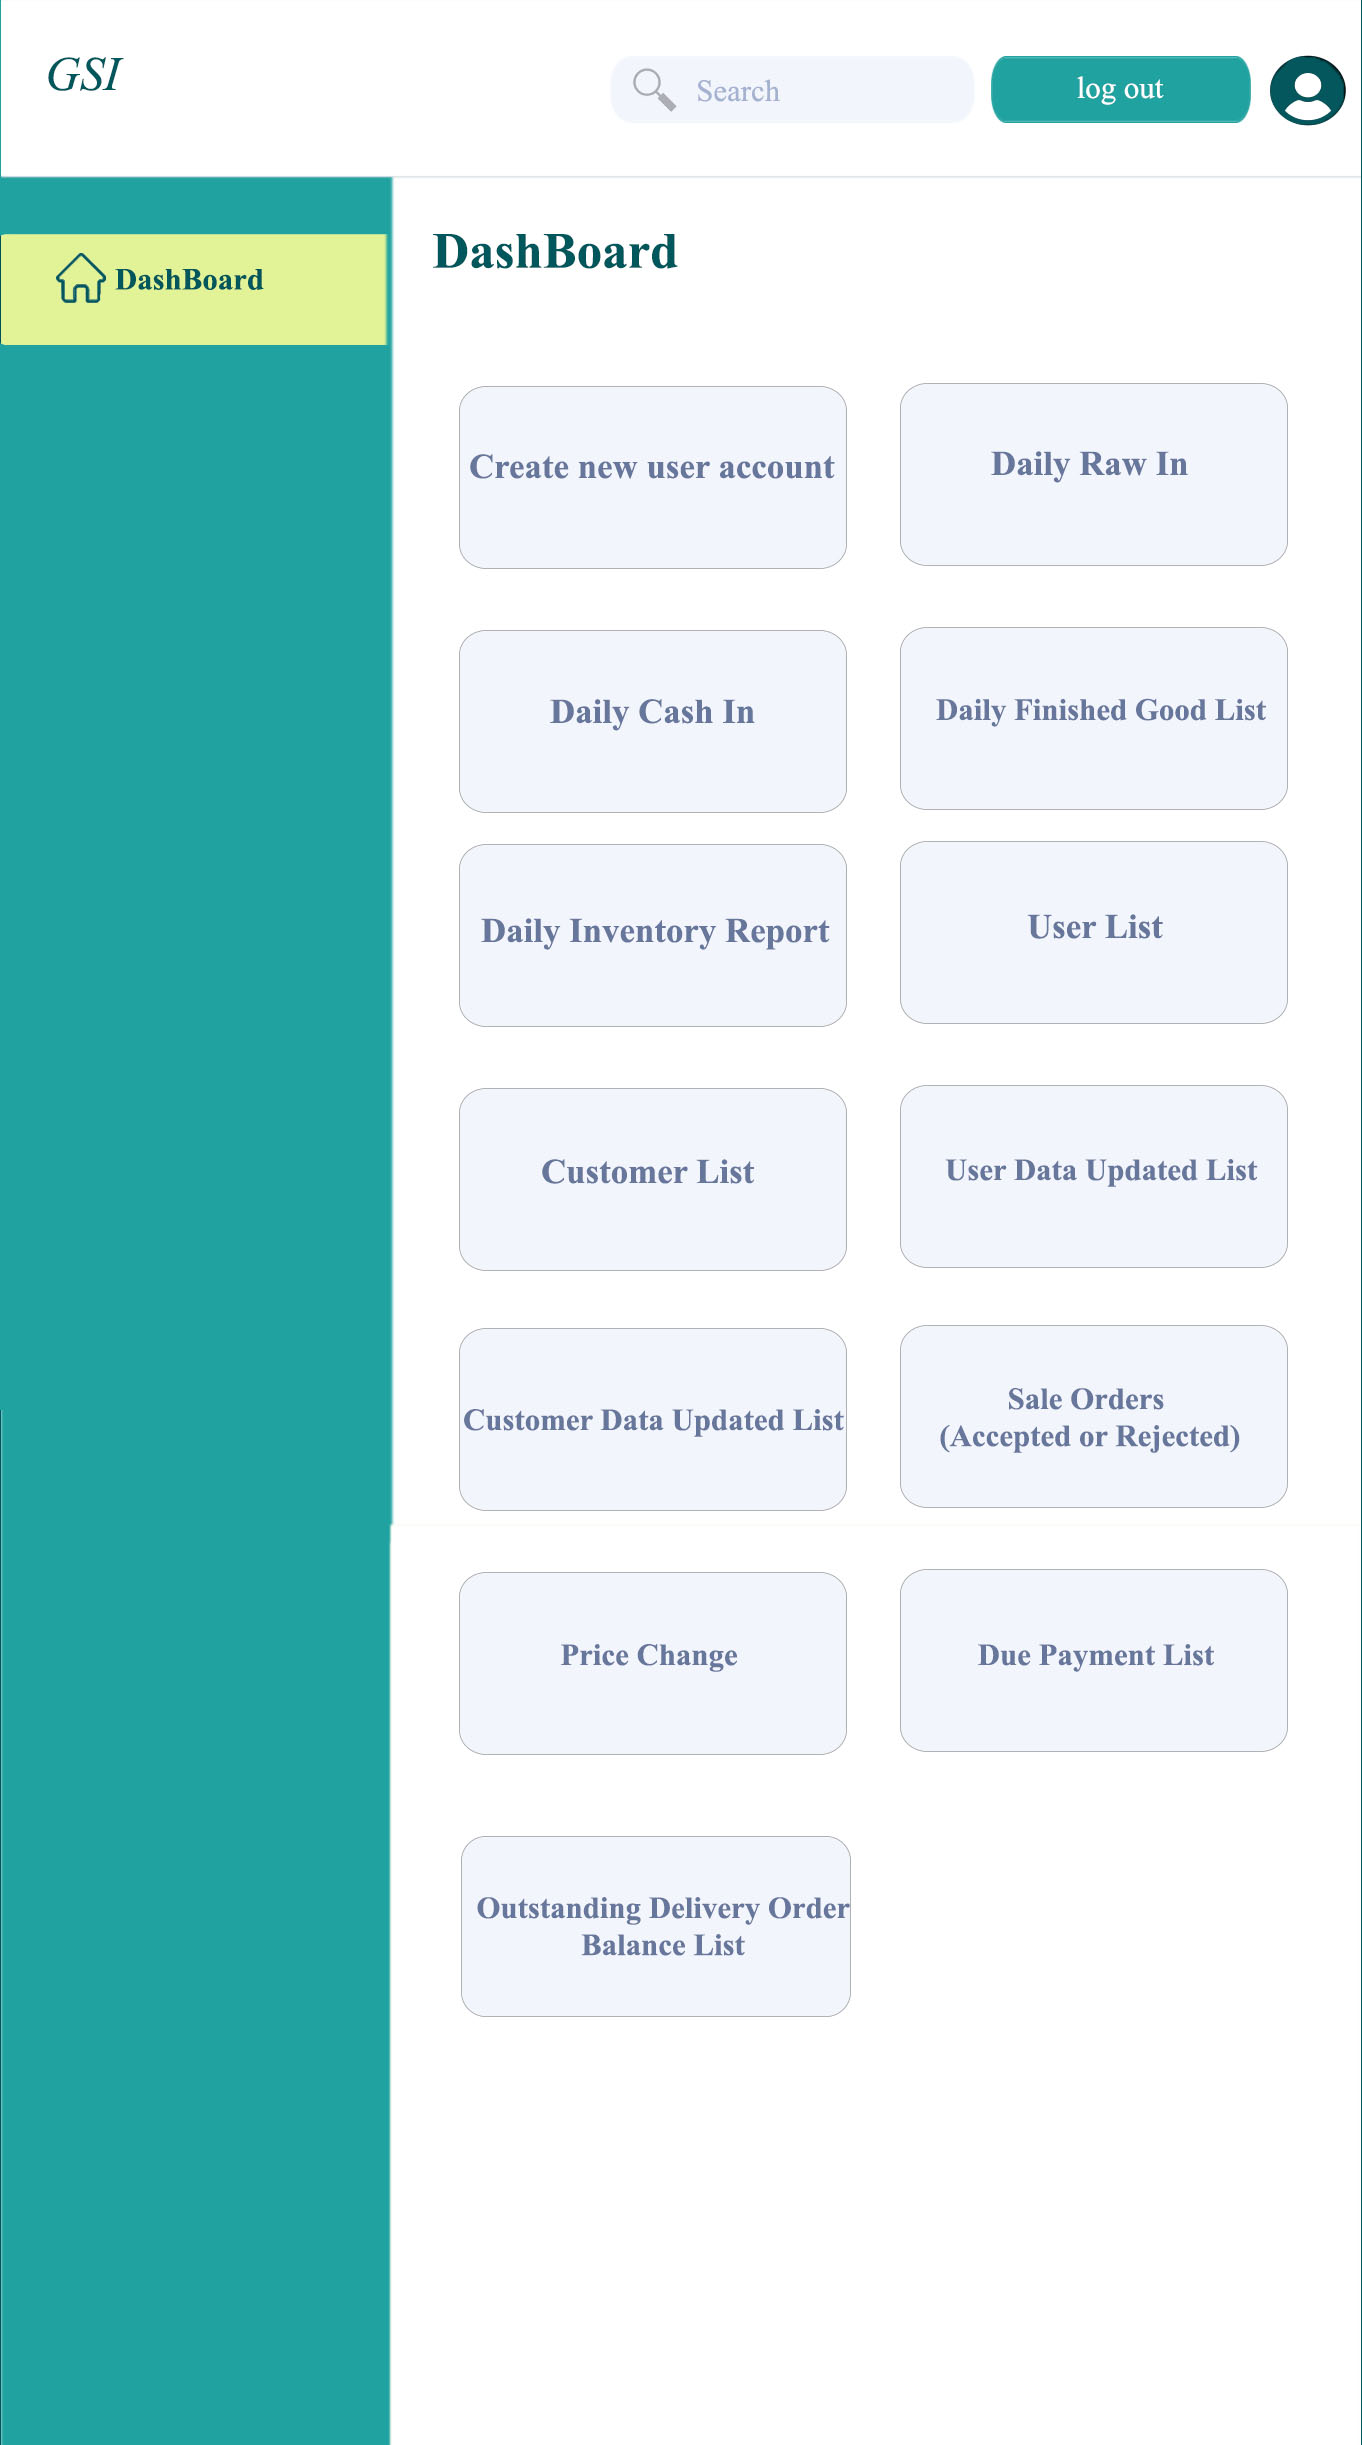 GSI
Search
log out
DashBoard
DashBoard
Create new user account
Daily Raw In
Daily Cash In
Daily Finished Good List
Daily Inventory Report
User List
Customer List
User Data Updated List
Customer Data Updated List
Sale Orders
(Accepted or Rejected)
Price Change
Due Payment List
Outstanding Delivery Order
Balance List